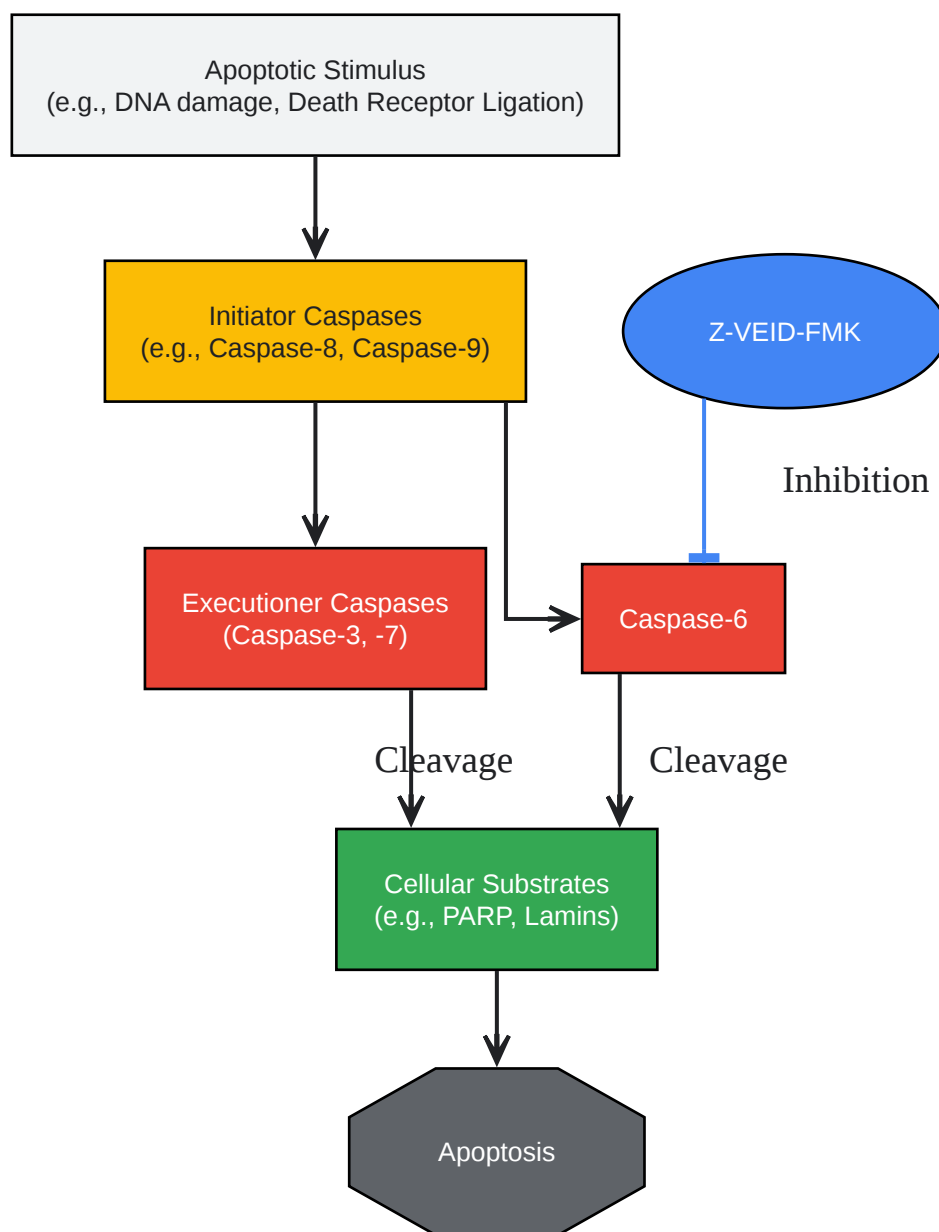 Apoptotic Stimulus
(e.g., DNA damage, Death Receptor Ligation)
Initiator Caspases
(e.g., Caspase-8, Caspase-9)
Z-VEID-FMK
Inhibition
Executioner Caspases
(Caspase-3, -7)
Caspase-6
Cleavage
Cleavage
Cellular Substrates
(e.g., PARP, Lamins)
Apoptosis